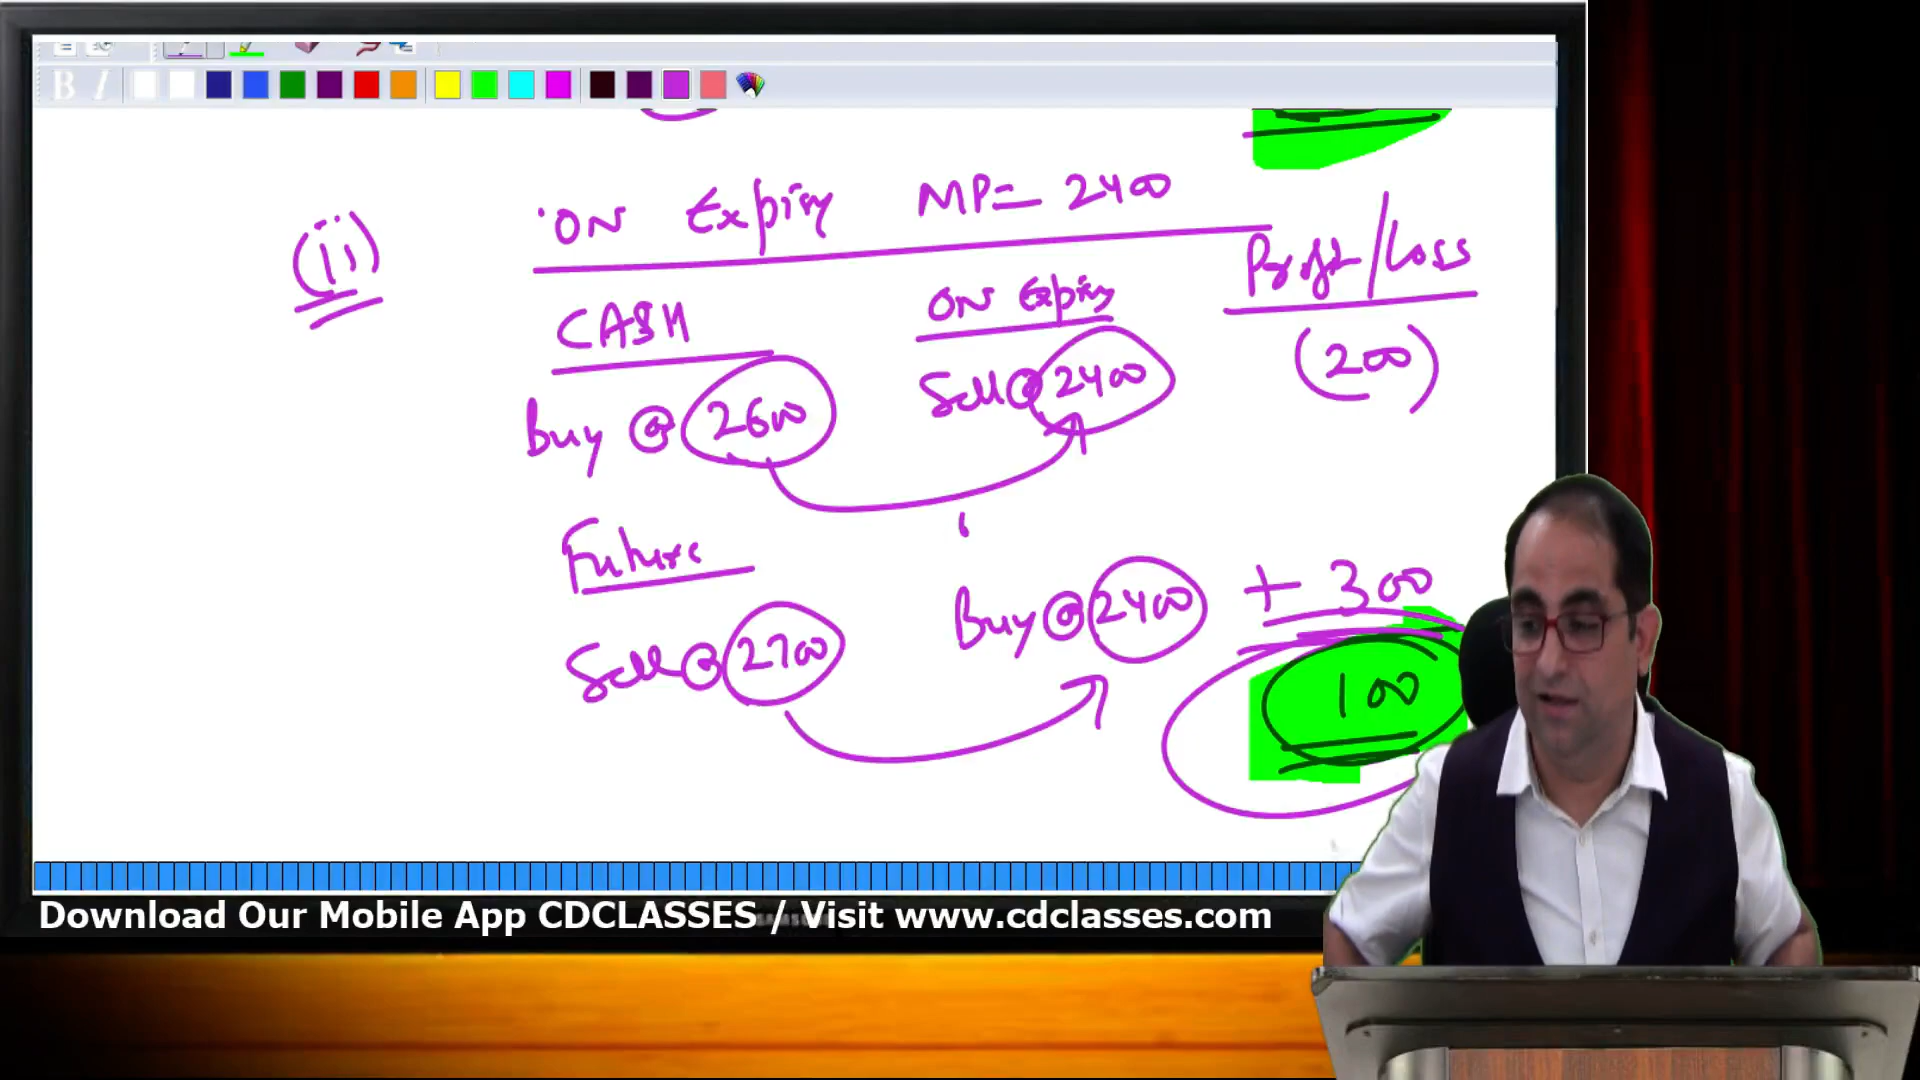 B I
(ii) ON Expiry MP= 2400
CASH ON Expiry Profit/Loss
Buy @ 2600 Sell @ 2400 (200)
Future
Sell @ 2700 Buy @ 2400 + 300
100
Download Our Mobile App CDCLASSES / Visit www.cdclasses.com